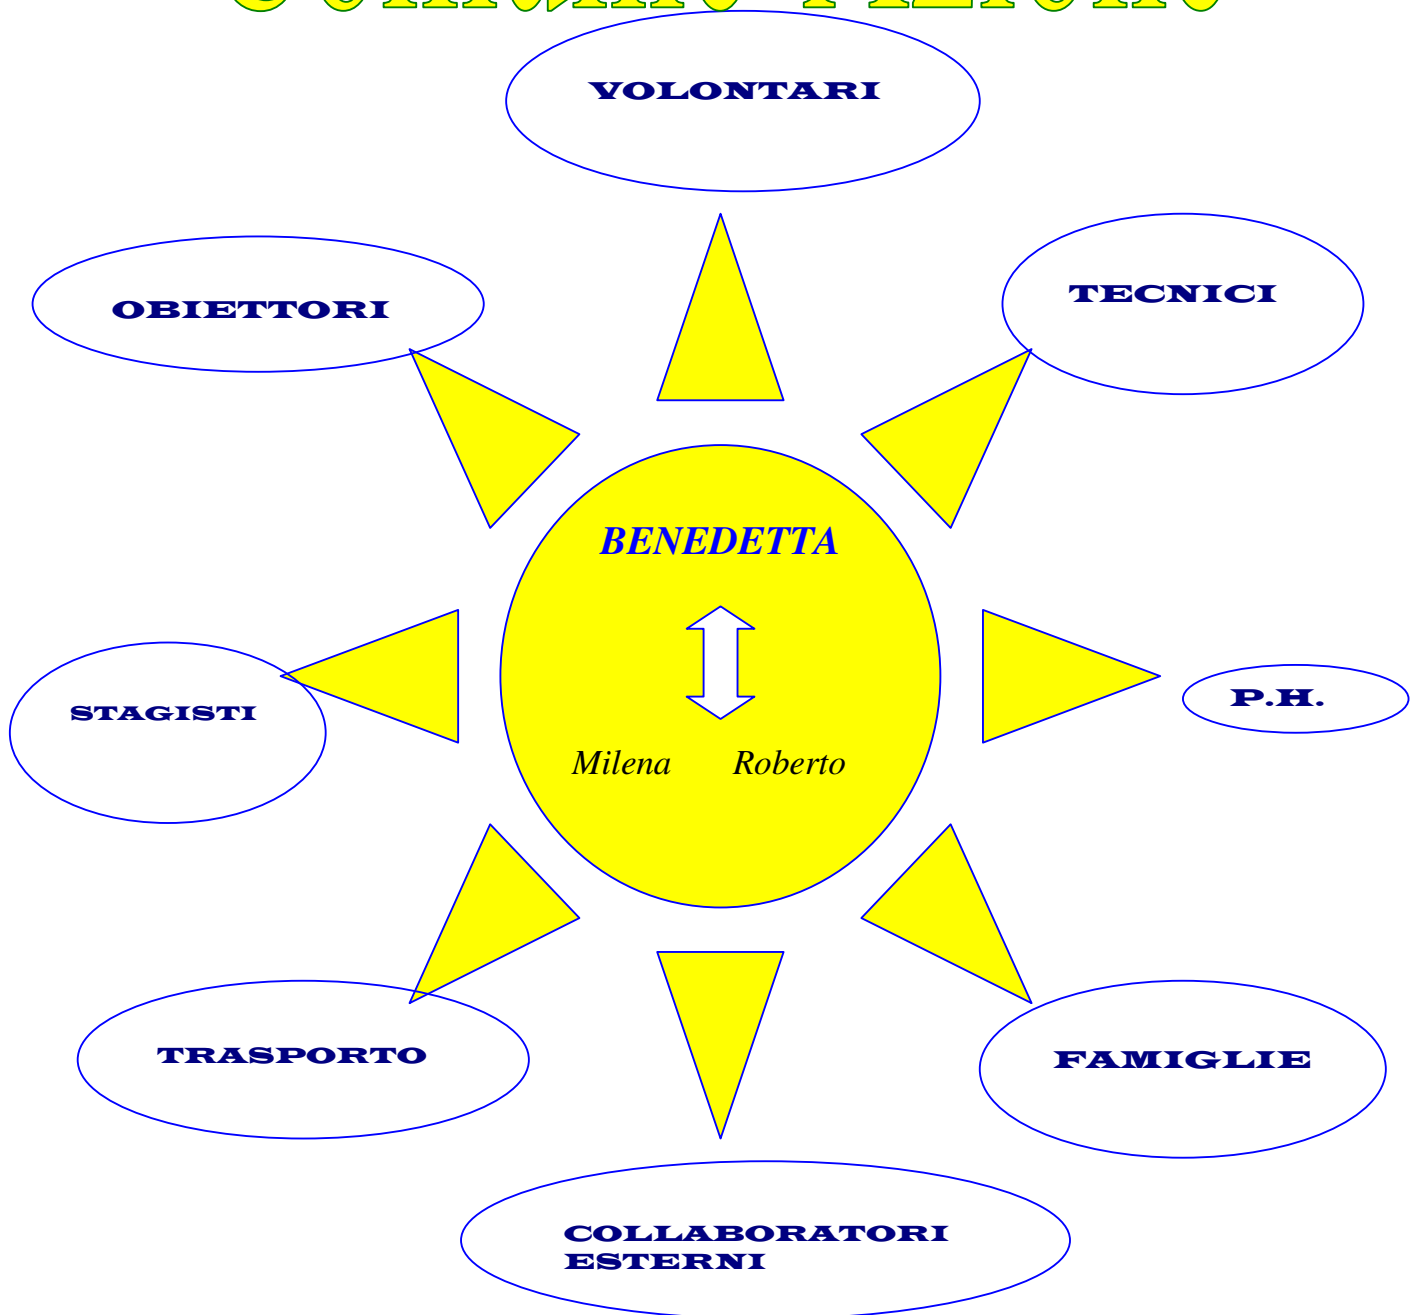 VOLONTARI
OBIETTORI
TECNICI
BENEDETTA
STAGISTI
P.H.
Milena Roberto
TRASPORTO
FAMIGLIE
COLLABORATORI
ESTERNI